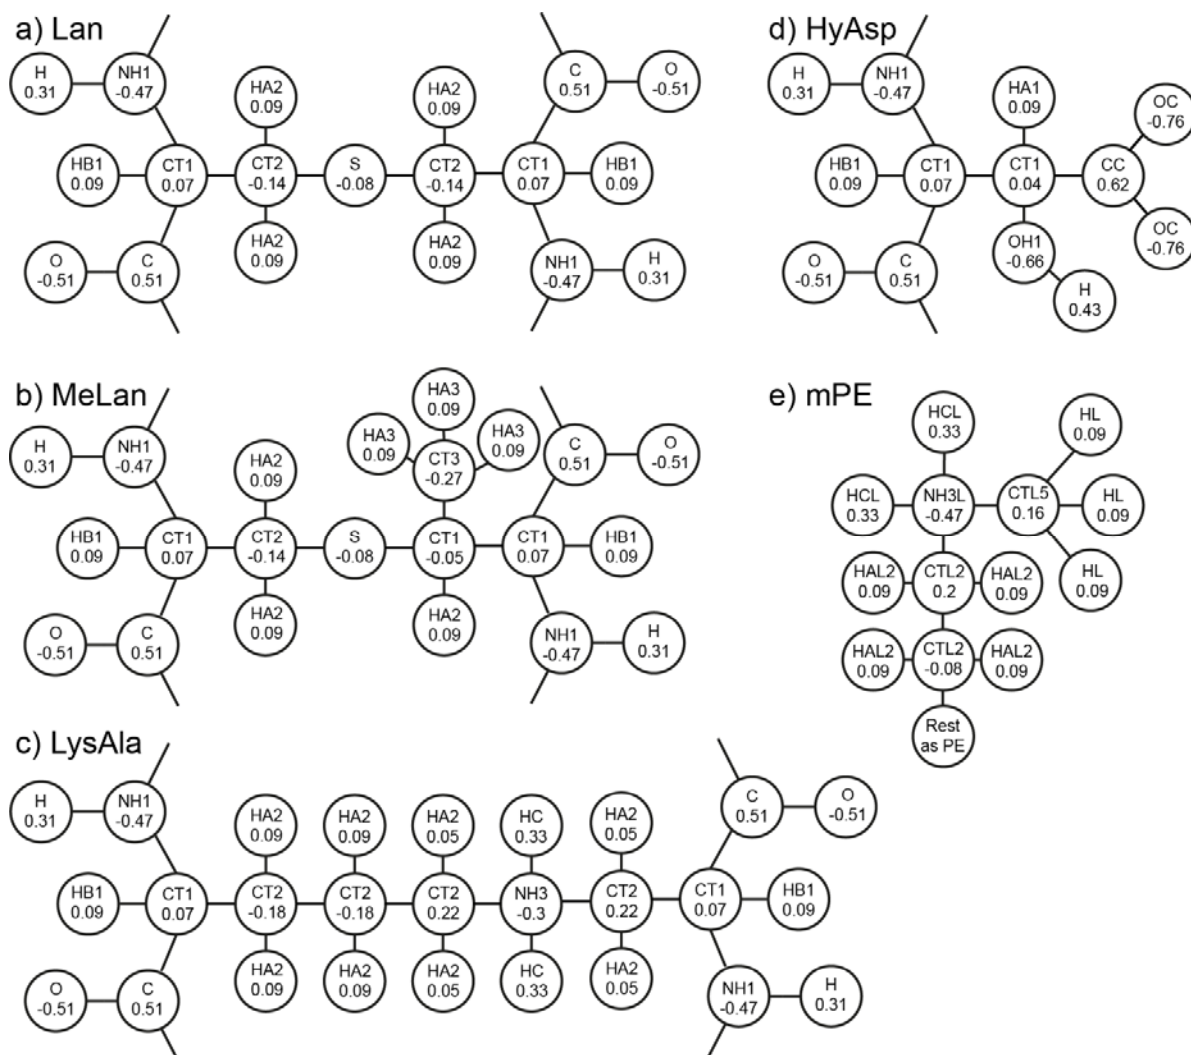 a) Lan
H
0.31
NH1
-0.47
HA2
0.09
HA2
0.09
C
0.51
O
-0.51
HB1
0.09
CT1
0.07
CT2
-0.14
S
-0.08
CT2
-0.14
CT1
0.07
HB1
0.09
O
-0.51
C
0.51
HA2
0.09
HA2
0.09
NH1
-0.47
H
0.31
d) HyAsp
H
0.31
NH1
-0.47
HA1
0.09
OC
-0.76
HB1
0.09
CT1
0.07
CT1
0.04
CC
0.62
O
-0.51
C
0.51
OH1
-0.66
OC
-0.76
H
0.43
b) MeLan
H
0.31
NH1
-0.47
HA2
0.09
HA3
0.09
HA3
0.09
HA3
0.09
CT3
-0.27
C
0.51
O
-0.51
HB1
0.09
CT1
0.07
CT2
-0.14
S
-0.08
CT1
-0.05
CT1
0.07
HB1
0.09
O
-0.51
C
0.51
HA2
0.09
HA2
0.09
NH1
-0.47
H
0.31
e) mPE
HCL
0.33
HL
0.09
HCL
0.33
NH3L
-0.47
CTL5
0.16
HL
0.09
HAL2
0.09
CTL2
0.2
HAL2
0.09
HL
0.09
HAL2
0.09
CTL2
-0.08
HAL2
0.09
Rest
as PE
c) LysAla
H
0.31
NH1
-0.47
HA2
0.09
HA2
0.09
HA2
0.05
HC
0.33
HA2
0.05
C
0.51
O
-0.51
HB1
0.09
CT1
0.07
CT2
-0.18
CT2
-0.18
CT2
0.22
NH3
-0.3
CT2
0.22
CT1
0.07
HB1
0.09
O
-0.51
C
0.51
HA2
0.09
HA2
0.09
HA2
0.05
HC
0.33
HA2
0.05
NH1
-0.47
H
0.31